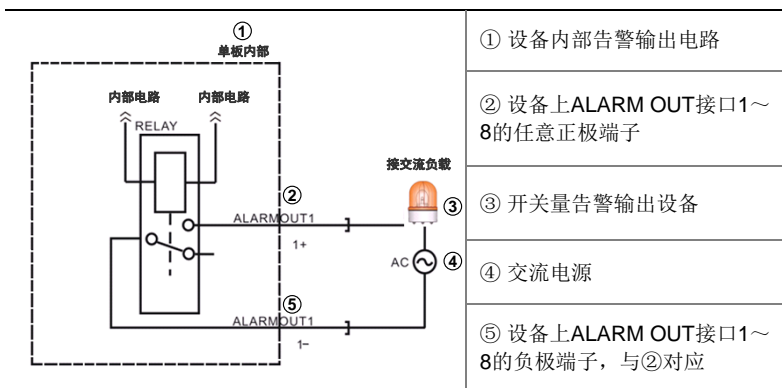 ①
单板内部
内部电路 内部电路
RELAY
接交流负载
②
③
ALARMOUT1
1+
AC
④
⑤
ALARMOUT1
1−
① 设备内部告警输出电路
② 设备上ALARM OUT接口1～
8的任意正极端子
③ 开关量告警输出设备
④ 交流电源
⑤ 设备上ALARM OUT接口1～
8的负极端子，与②对应